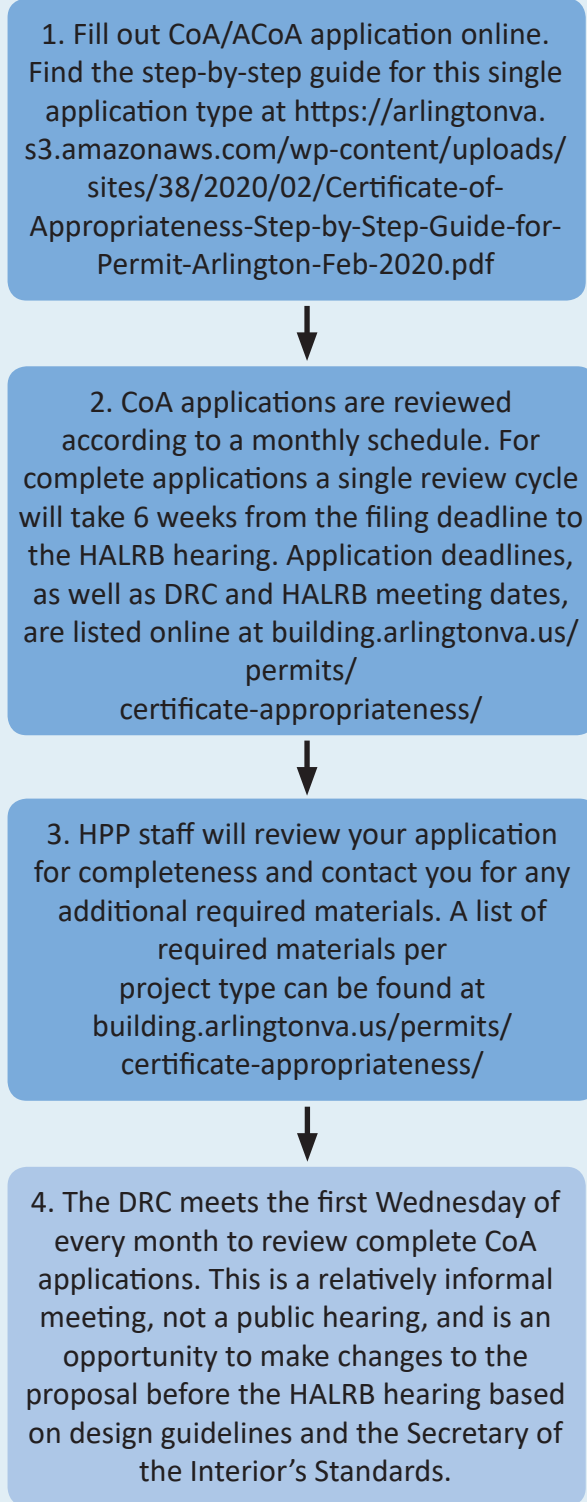 1. Fill out CoA/ACoA application online.
Find the step-by-step guide for this single
application type at https://arlingtonva.
s3.amazonaws.com/wp-content/uploads/
sites/38/2020/02/Certificate-of-
Appropriateness-Step-by-Step-Guide-for-
Permit-Arlington-Feb-2020.pdf
2. CoA applications are reviewed
according to a monthly schedule. For
complete applications a single review cycle
will take 6 weeks from the filing deadline to
the HALRB hearing. Application deadlines,
as well as DRC and HALRB meeting dates,
are listed online at building.arlingtonva.us/
permits/
certificate-appropriateness/
3. HPP staff will review your application
for completeness and contact you for any
additional required materials. A list of
required materials per
project type can be found at
building.arlingtonva.us/permits/
certificate-appropriateness/
4. The DRC meets the first Wednesday of
every month to review complete CoA
applications. This is a relatively informal
meeting, not a public hearing, and is an
opportunity to make changes to the
proposal before the HALRB hearing based
on design guidelines and the Secretary of
the Interior’s Standards.